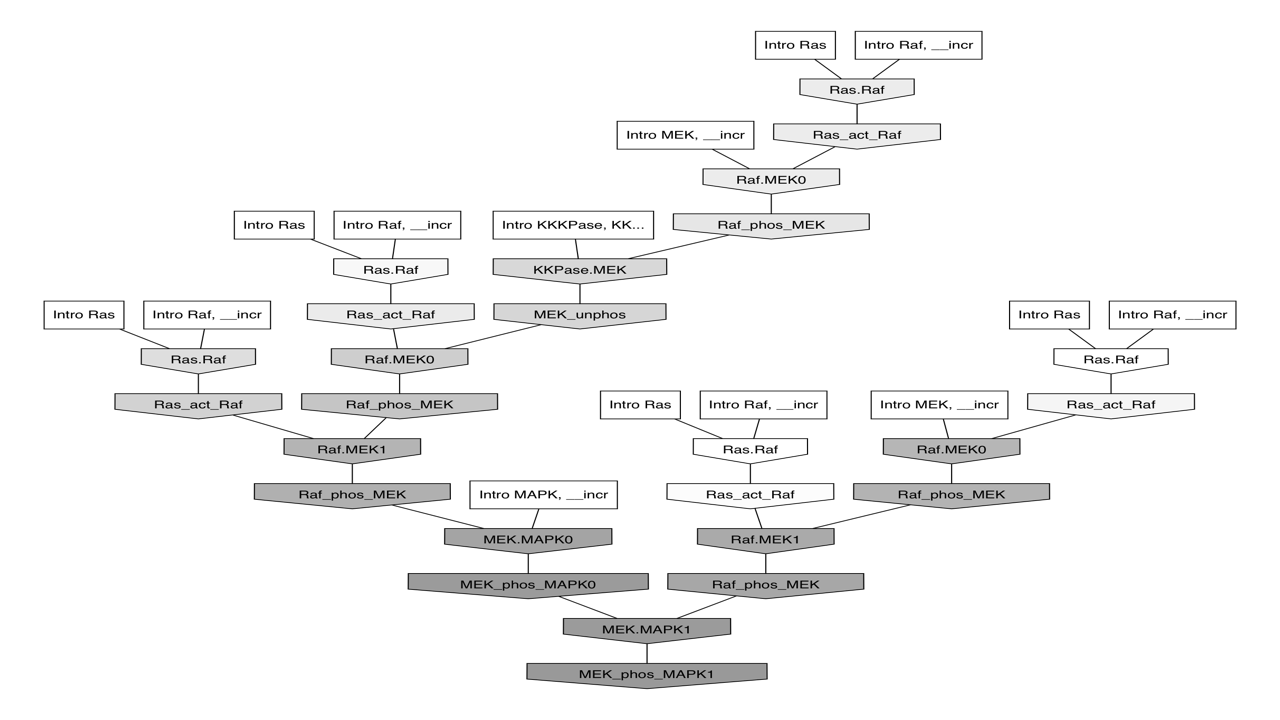 Intro Ras
Intro Raf, __incr
Ras.Raf
Intro MEK, __incr
Ras_act_Raf
Raf.MEK0
Intro Ras
Intro Raf, __incr
Intro KKKPase, KK...
Raf_phos_MEK
Ras.Raf
KKPase.MEK
Intro Ras
Intro Raf, __incr
Ras_act_Raf
MEK_unphos
Intro Ras
Intro Raf, __incr
Ras.Raf
Raf.MEK0
Ras.Raf
Ras_act_Raf
Raf_phos_MEK
Intro Ras
Intro Raf, __incr
Intro MEK, __incr
Ras_act_Raf
Raf.MEK1
Ras.Raf
Raf.MEK0
Raf_phos_MEK
Intro MAPK, __incr
Ras_act_Raf
Raf_phos_MEK
MEK.MAPK0
Raf.MEK1
MEK_phos_MAPK0
Raf_phos_MEK
MEK.MAPK1
MEK_phos_MAPK1